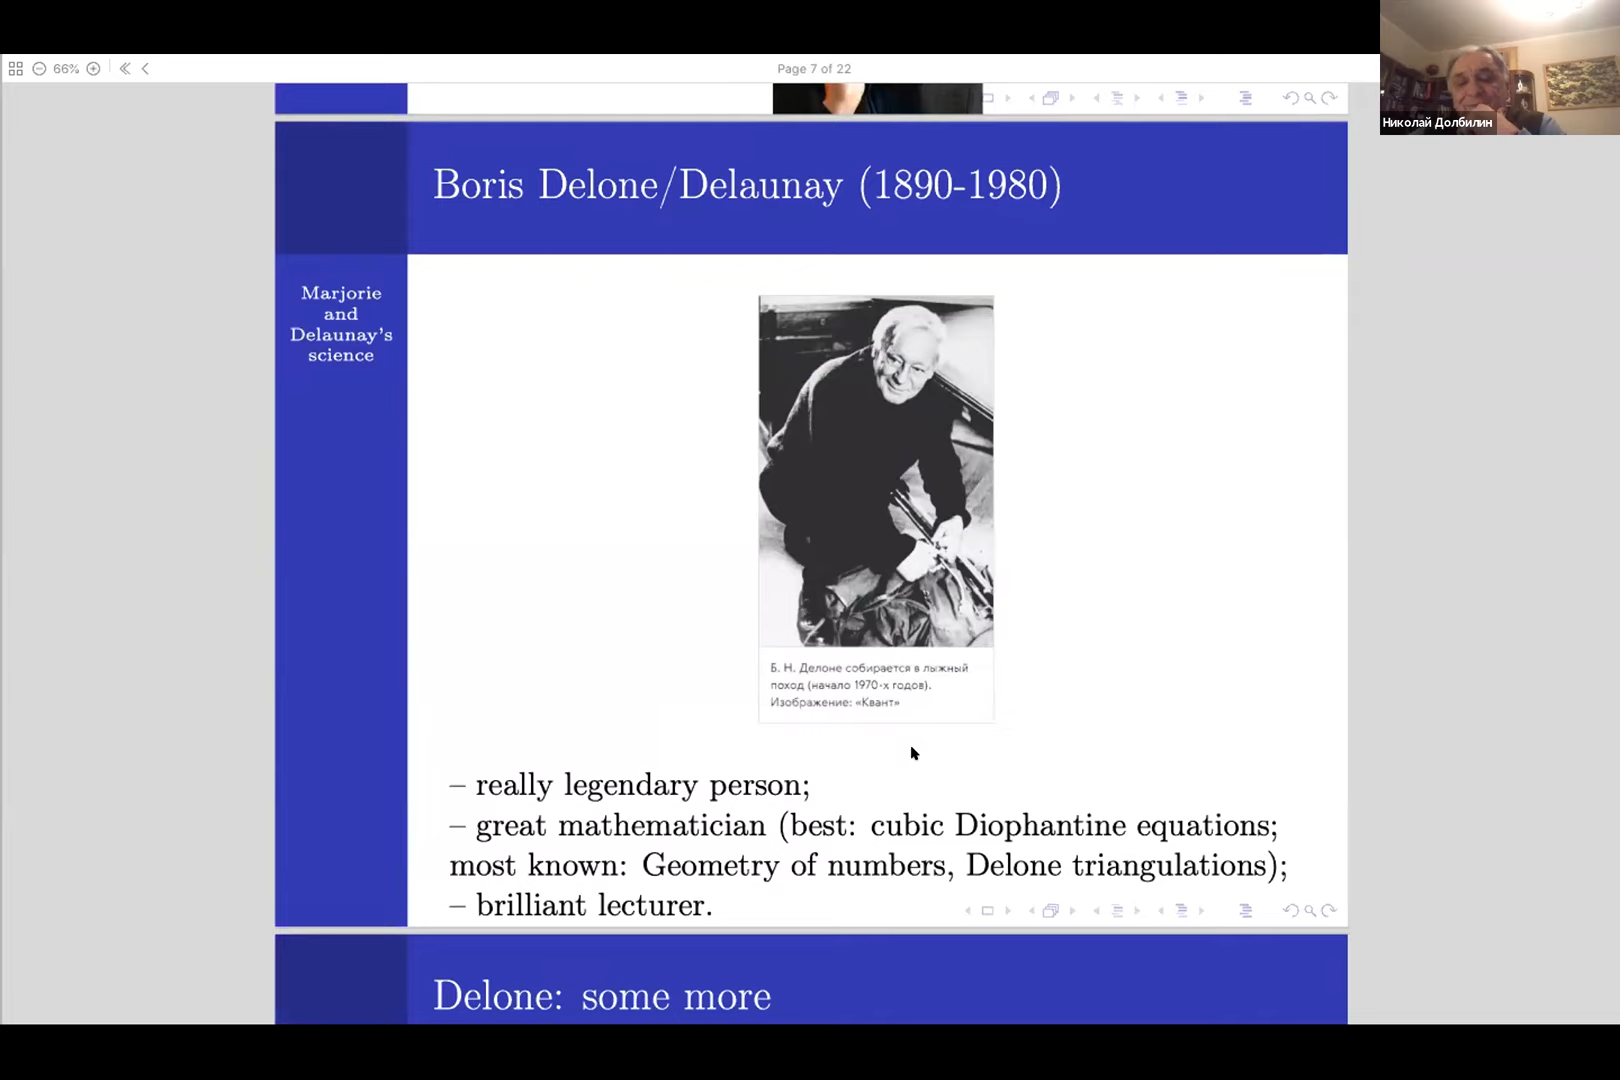 66%
Page 7 of 22
Николай Долбилин
Boris Delone/Delaunay (1890-1980)
Marjorie
and
Delaunay's
science
Б. Н. Делоне собирается в лыжный
поход (начало 1970-х годов).
Изображение: «Квант»
– really legendary person;
– great mathematician (best: cubic Diophantine equations;
most known: Geometry of numbers, Delone triangulations);
– brilliant lecturer.
Delone: some more